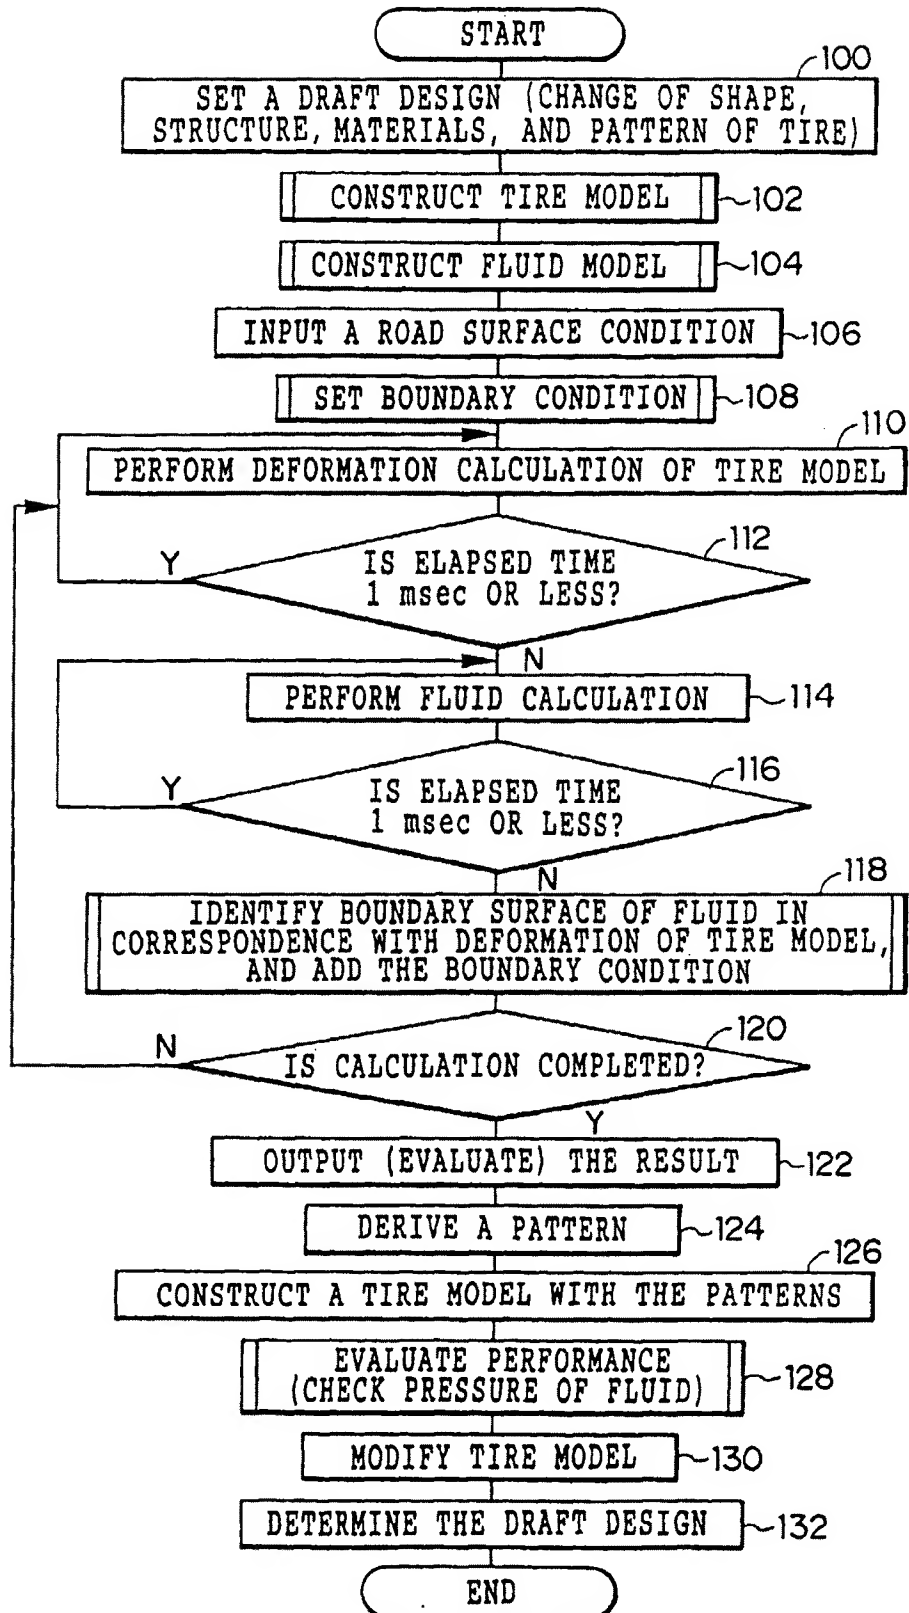 START
100
SET A DRAFT DESIGN (CHANGE OF SHAPE,
STRUCTURE, MATERIALS, AND PATTERN OF TIRE)
CONSTRUCT TIRE MODEL
102
CONSTRUCT FLUID MODEL
104
INPUT A ROAD SURFACE CONDITION
106
SET BOUNDARY CONDITION
108
110
PERFORM DEFORMATION CALCULATION OF TIRE MODEL
112
Y
IS ELAPSED TIME
1 msec OR LESS?
N
PERFORM FLUID CALCULATION
114
116
Y
IS ELAPSED TIME
1 msec OR LESS?
N
118
IDENTIFY BOUNDARY SURFACE OF FLUID IN
CORRESPONDENCE WITH DEFORMATION OF TIRE MODEL,
AND ADD THE BOUNDARY CONDITION
120
N
IS CALCULATION COMPLETED?
Y
OUTPUT (EVALUATE) THE RESULT
122
DERIVE A PATTERN
124
126
CONSTRUCT A TIRE MODEL WITH THE PATTERNS
EVALUATE PERFORMANCE
(CHECK PRESSURE OF FLUID)
128
MODIFY TIRE MODEL
130
DETERMINE THE DRAFT DESIGN
132
END